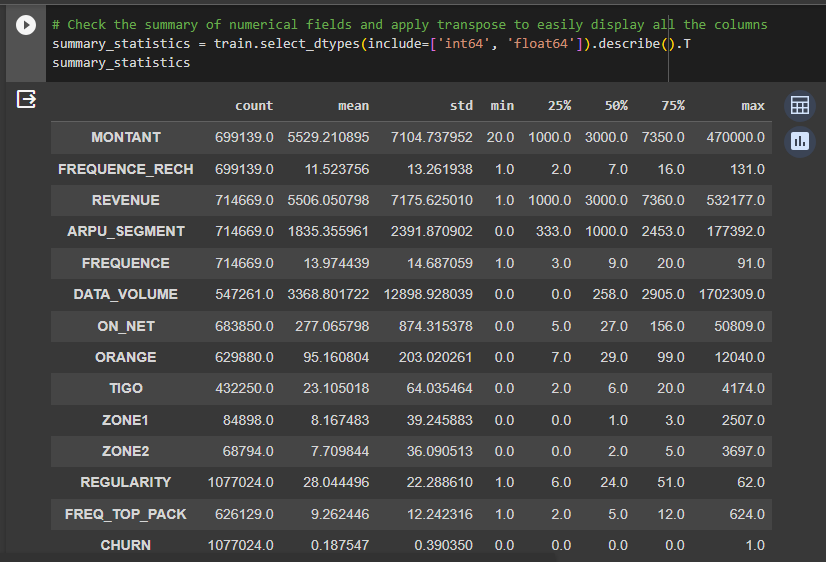 # Check the summary of numerical fields and apply transpose to easily display all the columns
summary_statistics = train.select_dtypes(include=['int64', 'float64']).describe().T
summary_statistics
count mean std min 25% 50% 75% max
MONTANT 699139.0 5529.210895 7104.737952 20.0 1000.0 3000.0 7350.0 470000.0
FREQUENCE_RECH 699139.0 11.523756 13.261938 1.0 2.0 7.0 16.0 131.0
REVENUE 714669.0 5506.050798 7175.625010 1.0 1000.0 3000.0 7360.0 532177.0
ARPU_SEGMENT 714669.0 1835.355961 2391.870902 0.0 333.0 1000.0 2453.0 177392.0
FREQUENCE 714669.0 13.974439 14.687059 1.0 3.0 9.0 20.0 91.0
DATA_VOLUME 547261.0 3368.801722 12898.928039 0.0 0.0 258.0 2905.0 1702309.0
ON_NET 683850.0 277.065798 874.315378 0.0 5.0 27.0 156.0 50809.0
ORANGE 629880.0 95.160804 203.020261 0.0 7.0 29.0 99.0 12040.0
TIGO 432250.0 23.105018 64.035464 0.0 2.0 6.0 20.0 4174.0
ZONE1 84898.0 8.167483 39.245883 0.0 0.0 1.0 3.0 2507.0
ZONE2 68794.0 7.709844 36.090513 0.0 0.0 2.0 5.0 3697.0
REGULARITY 1077024.0 28.044496 22.288610 1.0 6.0 24.0 51.0 62.0
FREQ_TOP_PACK 626129.0 9.262446 12.242316 1.0 2.0 5.0 12.0 624.0
CHURN 1077024.0 0.187547 0.390350 0.0 0.0 0.0 0.0 1.0